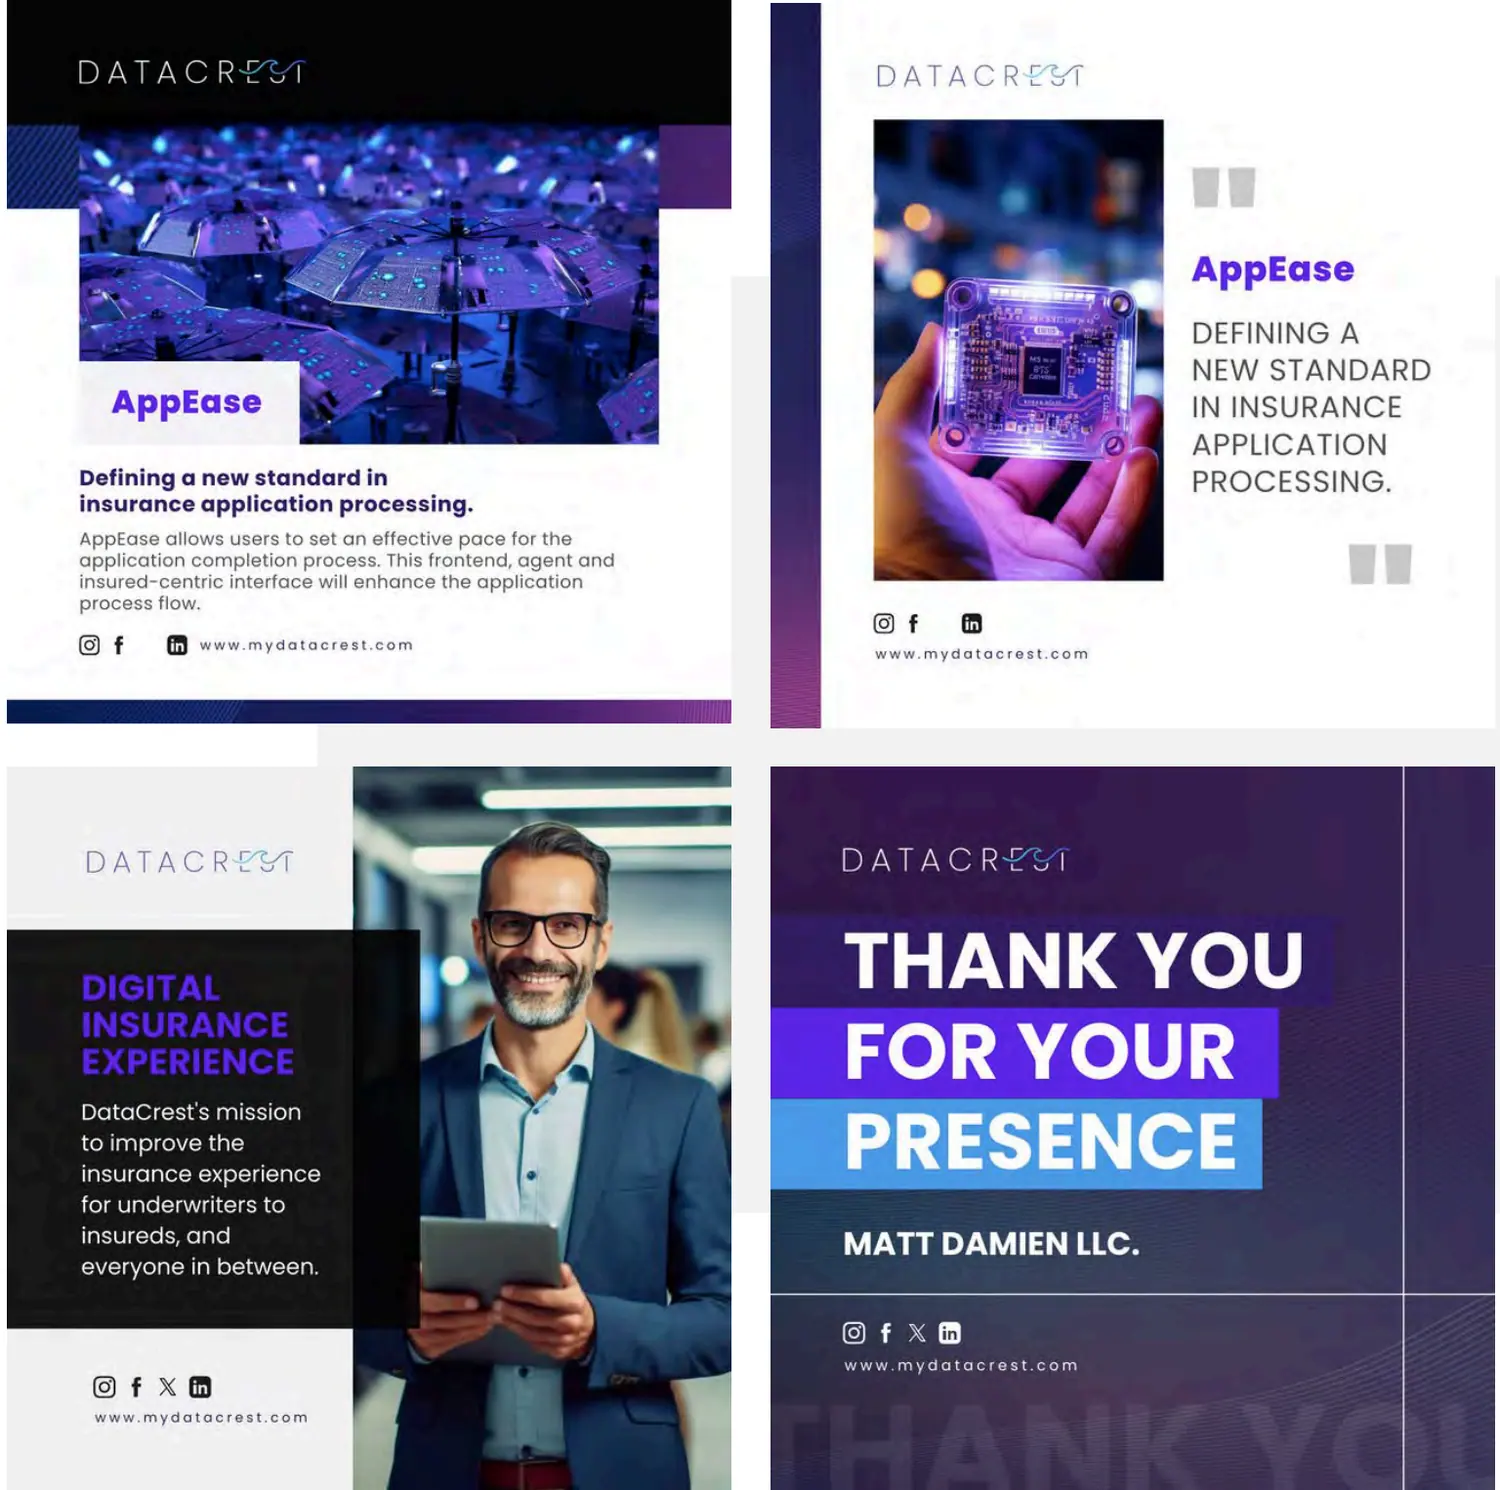 DATACREST
AppEase
Defining a new standard in
insurance application processing.
AppEase allows users to set an effective pace for the
application completion process. This frontend, agent and
insured-centric interface will enhance the application
process flow.
www.mydatacrest.com
DATACREST
AppEase
DEFINING A
NEW STANDARD
IN INSURANCE
APPLICATION
PROCESSING.
www.mydatacrest.com
DATACREST
DIGITAL
INSURANCE
EXPERIENCE
DataCrest's mission
to improve the
insurance experience
for underwriters to
insureds, and
everyone in between.
www.mydatacrest.com
DATACREST
THANK YOU
FOR YOUR
PRESENCE
MATT DAMIEN LLC.
www.mydatacrest.com
THANK YOU